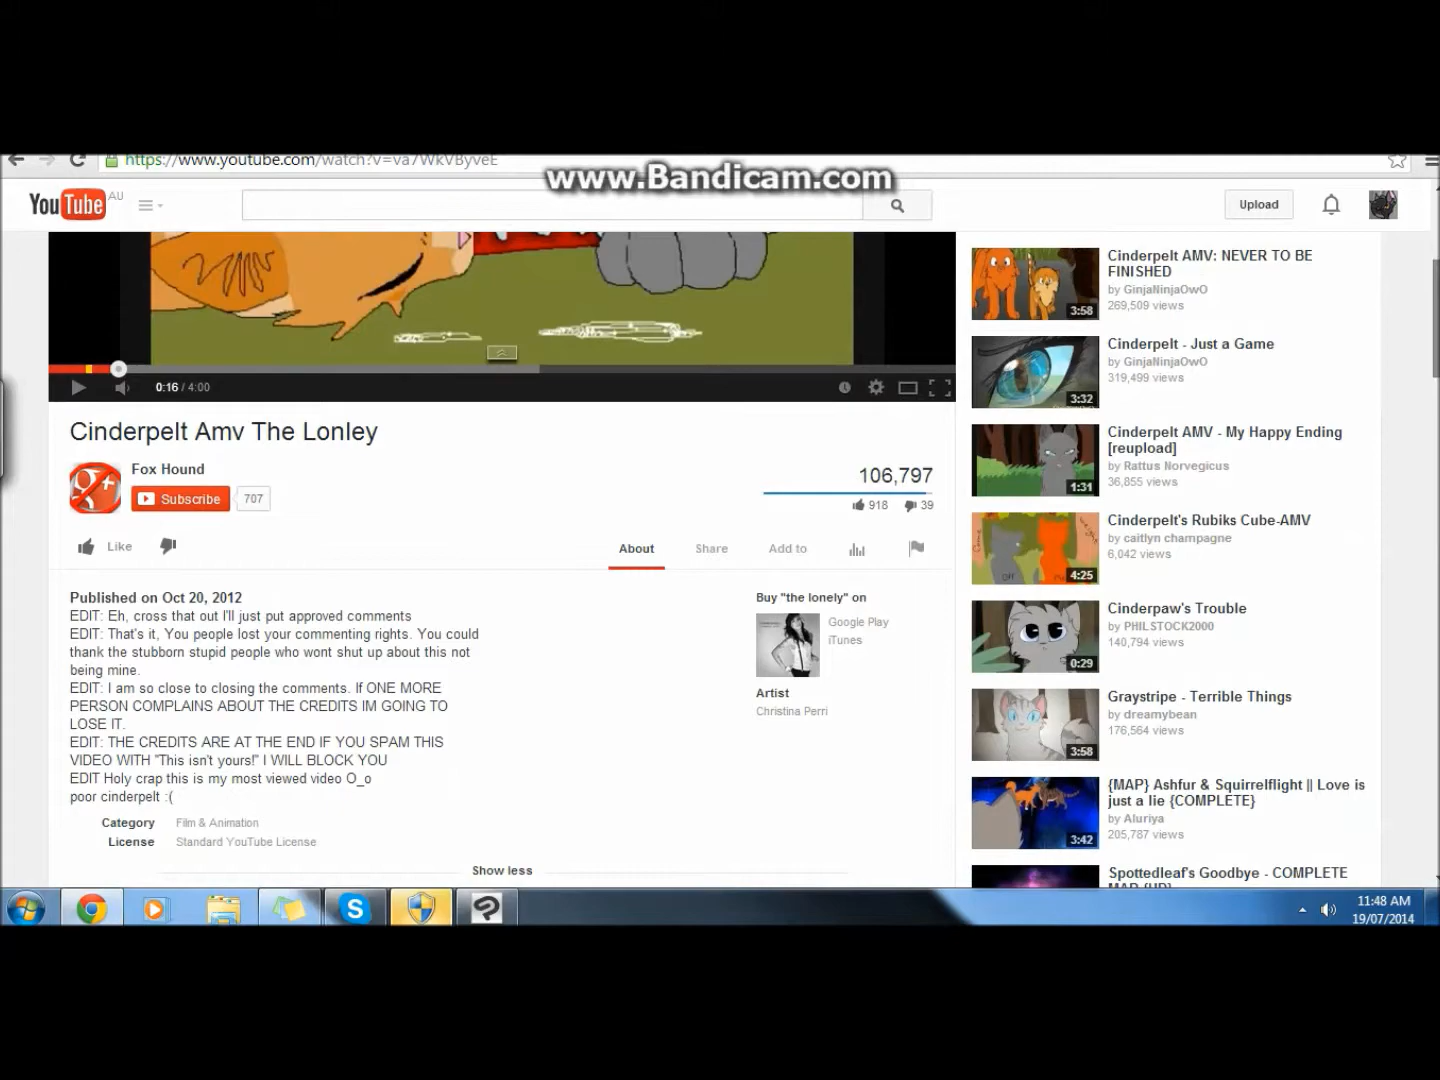 https://www.youtube.com/watch?v=va7WkVByveE
www.Bandicam.com
YouTube AU
Upload
0:16 / 4:00
Cinderpelt Amv The Lonley
Fox Hound
Subscribe 707
106,797
918 39
Like
About Share Add to
Published on Oct 20, 2012
EDIT: Eh, cross that out I'll just put approved comments
EDIT: That's it, You people lost your commenting rights. You could
thank the stubborn stupid people who wont shut up about this not
being mine.
EDIT: I am so close to closing the comments. If ONE MORE
PERSON COMPLAINS ABOUT THE CREDITS IM GOING TO
LOSE IT.
EDIT: THE CREDITS ARE AT THE END IF YOU SPAM THIS
VIDEO WITH "This isn't yours!" I WILL BLOCK YOU
EDIT Holy crap this is my most viewed video O_o
poor cinderpelt :(
Category Film & Animation
License Standard YouTube License
Show less
Buy "the lonely" on
Google Play
iTunes
Artist
Christina Perri
Cinderpelt AMV: NEVER TO BE
FINISHED
by GinjaNinjaOwO
269,509 views
3:58
Cinderpelt - Just a Game
by GinjaNinjaOwO
319,499 views
3:32
Cinderpelt AMV - My Happy Ending
[reupload]
by Rattus Norvegicus
36,855 views
1:31
Cinderpelt's Rubiks Cube-AMV
by caitlyn champagne
6,042 views
4:25
Cinderpaw's Trouble
by PHILSTOCK2000
140,794 views
0:29
Graystripe - Terrible Things
by dreamybean
176,564 views
3:58
{MAP} Ashfur & Squirrelflight || Love is
just a lie {COMPLETE}
by Aluriya
205,787 views
3:42
Spottedleaf's Goodbye - COMPLETE
11:48 AM
19/07/2014